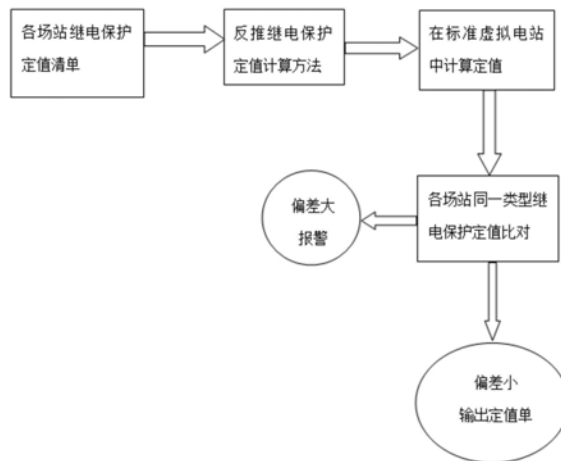 各场站继电保护
定值清单
反推继电保护
定值计算方法
在标准虚拟电站
中计算定值
各场站同一类型继
电保护定值比对
偏差大
报警
偏差小
输出定值单